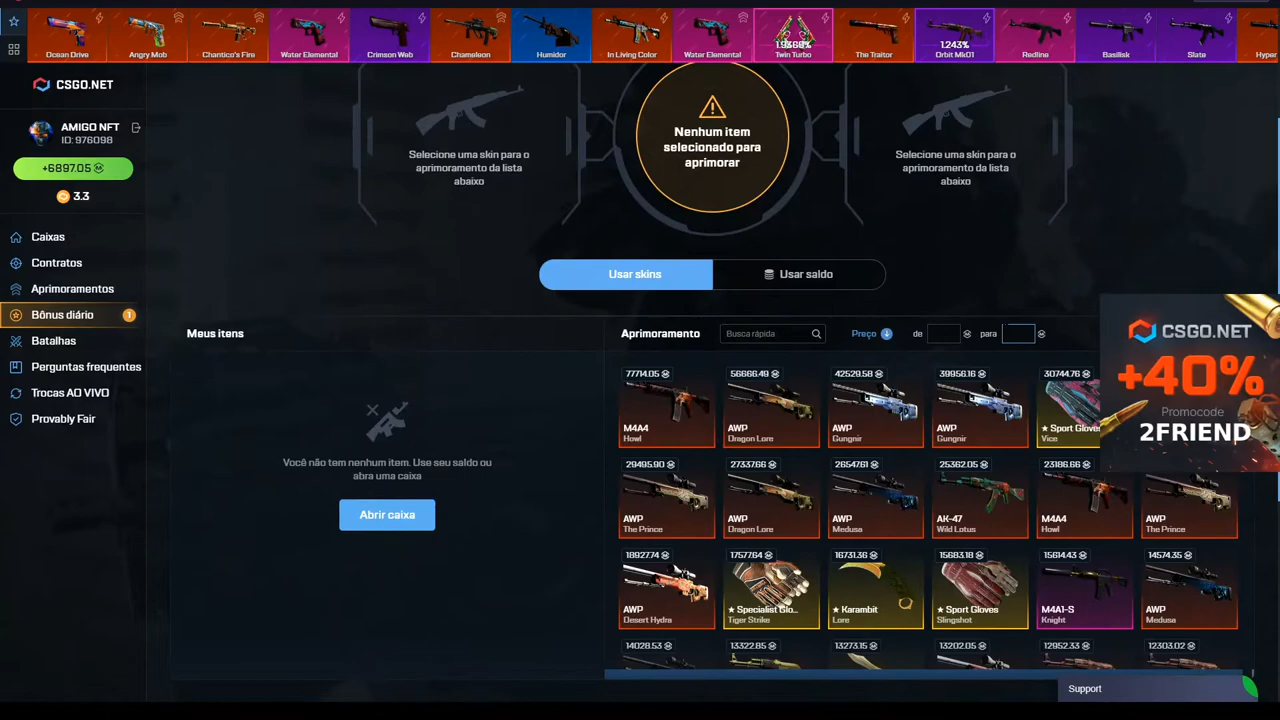 Ocean Drive
Angry Mob
Chantico's Fire
Water Elemental
Crimson Web
Chameleon
Humidor
In Living Color
Water Elemental
1.9369%
Twin Turbo
The Traitor
1.243%
Orbit Mk01
Redline
Basilisk
Slate
Hyper
CSGO.NET
AMIGO NFT
ID: 976098
+6897.05
3.3
Caixas
Contratos
Aprimoramentos
Bônus diário
1
Batalhas
Perguntas frequentes
Trocas AO VIVO
Provably Fair
Selecione uma skin para o
aprimoramento da lista
abaixo
Nenhum item
selecionado para
aprimorar
Selecione uma skin para o
aprimoramento da lista
abaixo
Usar skins
Usar saldo
Meus itens
Você não tem nenhum item. Use seu saldo ou
abra uma caixa
Abrir caixa
Aprimoramento
Busca rápida
Preço
de
para
77714.05
M4A4
Howl
56666.49
AWP
Dragon Lore
42529.58
AWP
Gungnir
39956.16
AWP
Gungnir
30744.76
★ Sport Gloves
Vice
29495.90
AWP
The Prince
27337.66
AWP
Dragon Lore
26547.61
AWP
Medusa
25362.05
AK-47
Wild Lotus
23186.66
M4A4
Howl
AWP
The Prince
18927.74
AWP
Desert Hydra
17577.64
★ Specialist Glo...
Tiger Strike
16731.36
★ Karambit
Lore
15683.18
★ Sport Gloves
Slingshot
15614.43
M4A1-S
Knight
14574.35
AWP
Medusa
14028.53
13322.85
13273.15
13202.05
12952.33
12303.02
CSGO.NET
+40%
Promocode
2FRIEND
Support